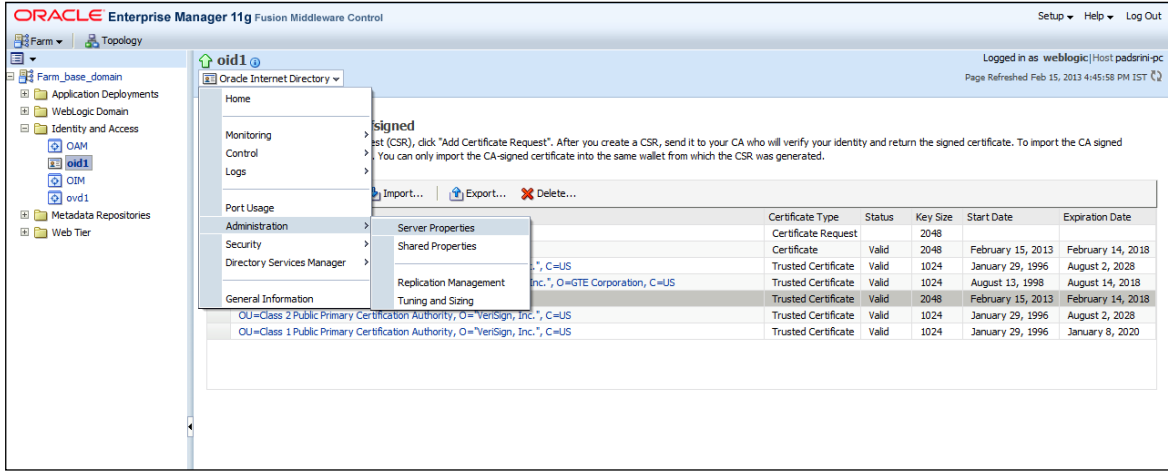 ORACLE Enterprise Manager 11g Fusion Middleware Control
Setup Help Log Out
Farm Topology
Farm_base_domain
Application Deployments
WebLogic Domain
Identity and Access
OAM
oid1
OIM
ovd1
Metadata Repositories
Web Tier
oid1
Logged in as weblogic|Host padsrini-pc
Oracle Internet Directory
Page Refreshed Feb 15, 2013 4:45:58 PM IST
Home
Monitoring
Control
Logs
Port Usage
Administration
Security
Directory Services Manager
General Information
Server Properties
Shared Properties
Replication Management
Tuning and Sizing
fsigned
est (CSR), click "Add Certificate Request". After you create a CSR, send it to your CA who will verify your identity and return the signed certificate. To import the CA signed
. You can only import the CA-signed certificate into the same wallet from which the CSR was generated.
Import... Export... Delete...
Certificate Type Status Key Size Start Date Expiration Date
Certificate Request 2048
Certificate Valid 2048 February 15, 2013 February 14, 2018
.", C=US Trusted Certificate Valid 1024 January 29, 1996 August 2, 2028
Inc.", O=GTE Corporation, C=US Trusted Certificate Valid 1024 August 13, 1998 August 14, 2018
Trusted Certificate Valid 2048 February 15, 2013 February 14, 2018
OU=Class 2 Public Primary Certification Authority, O="VeriSign, Inc.", C=US Trusted Certificate Valid 1024 January 29, 1996 August 2, 2028
OU=Class 1 Public Primary Certification Authority, O="VeriSign, Inc.", C=US Trusted Certificate Valid 1024 January 29, 1996 January 8, 2020